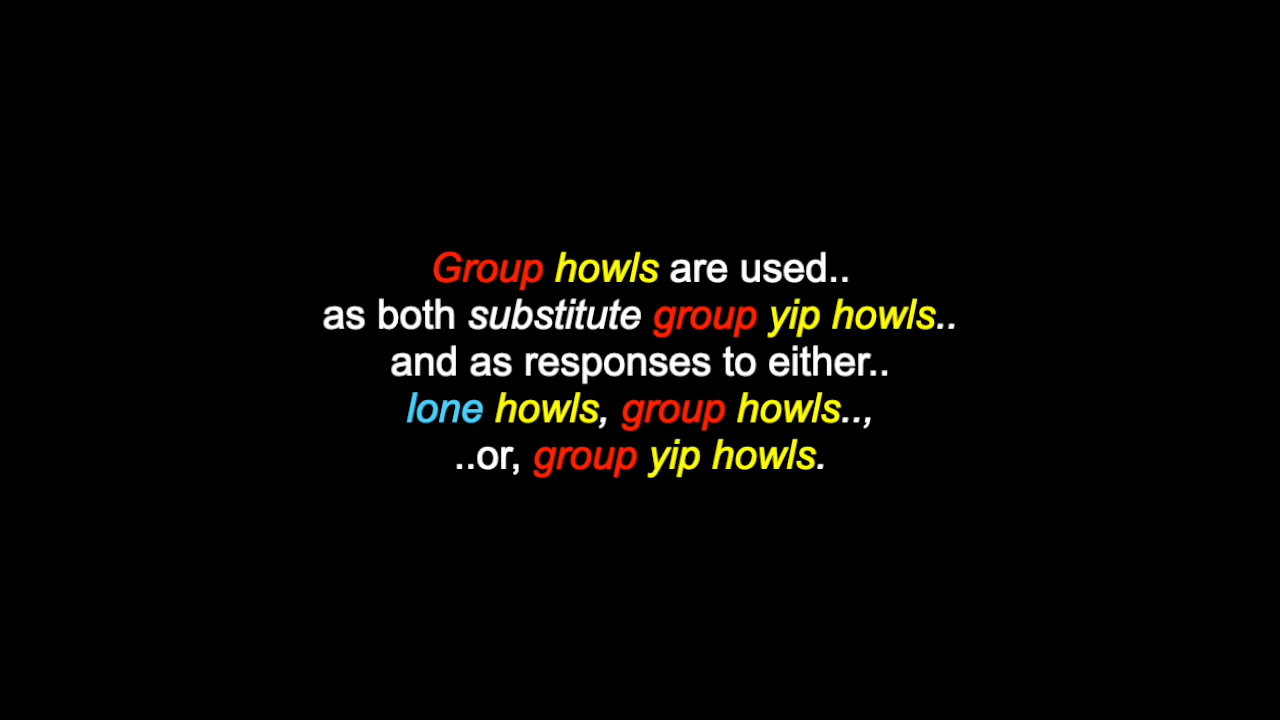 Group howls are used..
as both substitute group yip howls..
and as responses to either..
lone howls, group howls..,
..or, group yip howls.